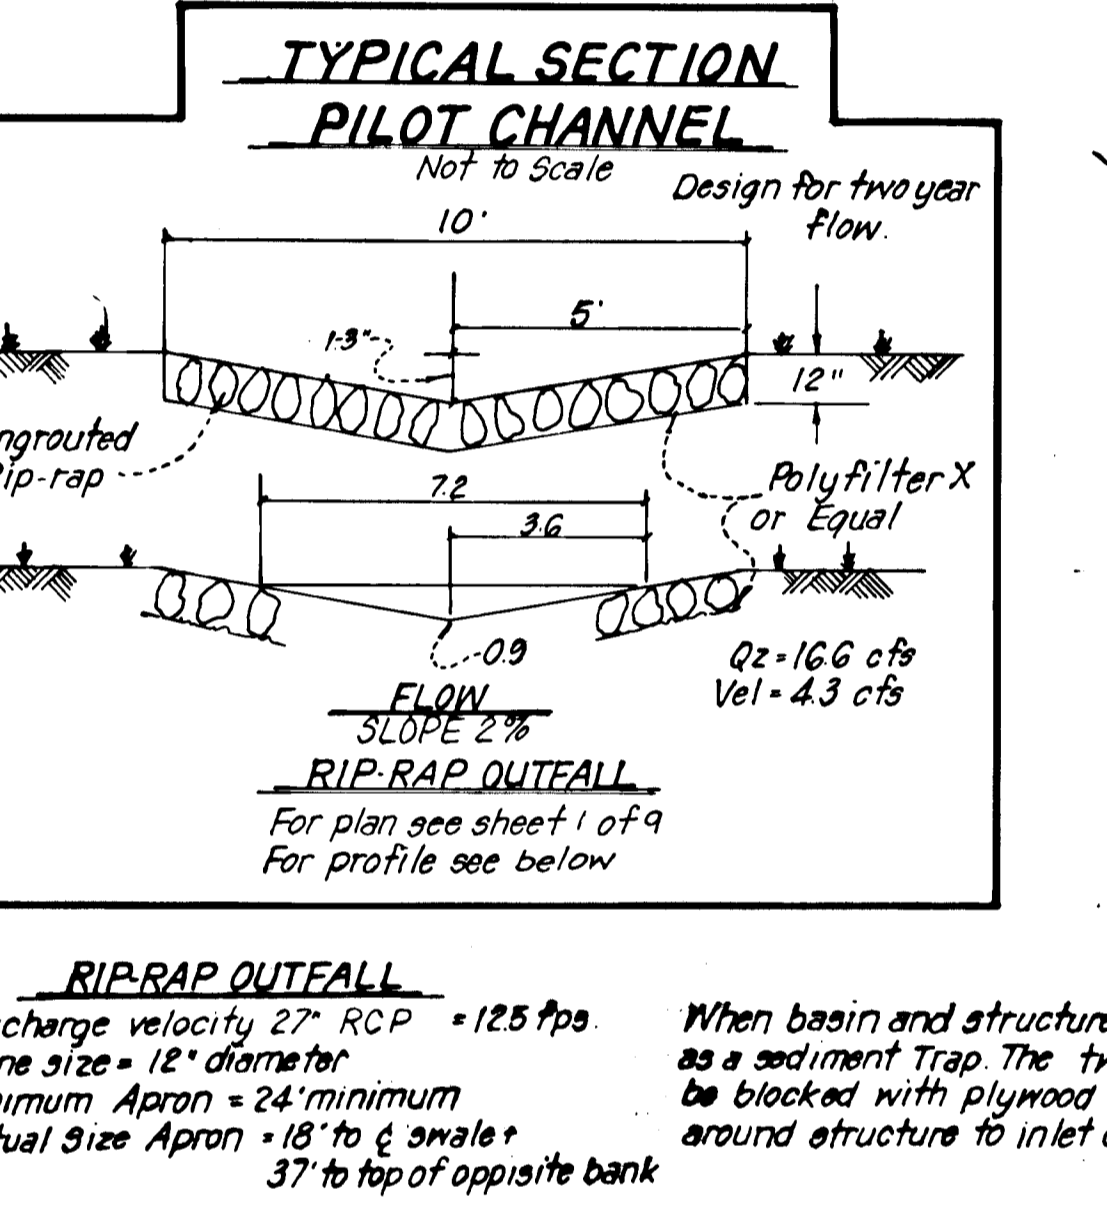 TYPICAL SECTION
PILOT CHANNEL
Not to Scale
Design for two year
flow.
10'
5'
1-3"
12"
ngrouted
ip-rap
7.2
3.6
Polyfilter X
or Equal
0.9
Q2 = 16.6 cfs
Vel = 4.3 cfs
FLOW
SLOPE 2%
RIP-RAP OUTFALL
For plan see sheet 1 of 9
For profile see below
RIP-RAP OUTFALL
charge velocity 27" RCP = 12.5 fps.
ne size = 12" diameter
imum Apron = 24' minimum
tual size Apron = 18' to ℄ swale +
37' to top of oppisite bank
When basin and structure
as a sediment Trap. The
be blocked with plywood
around structure to inlet